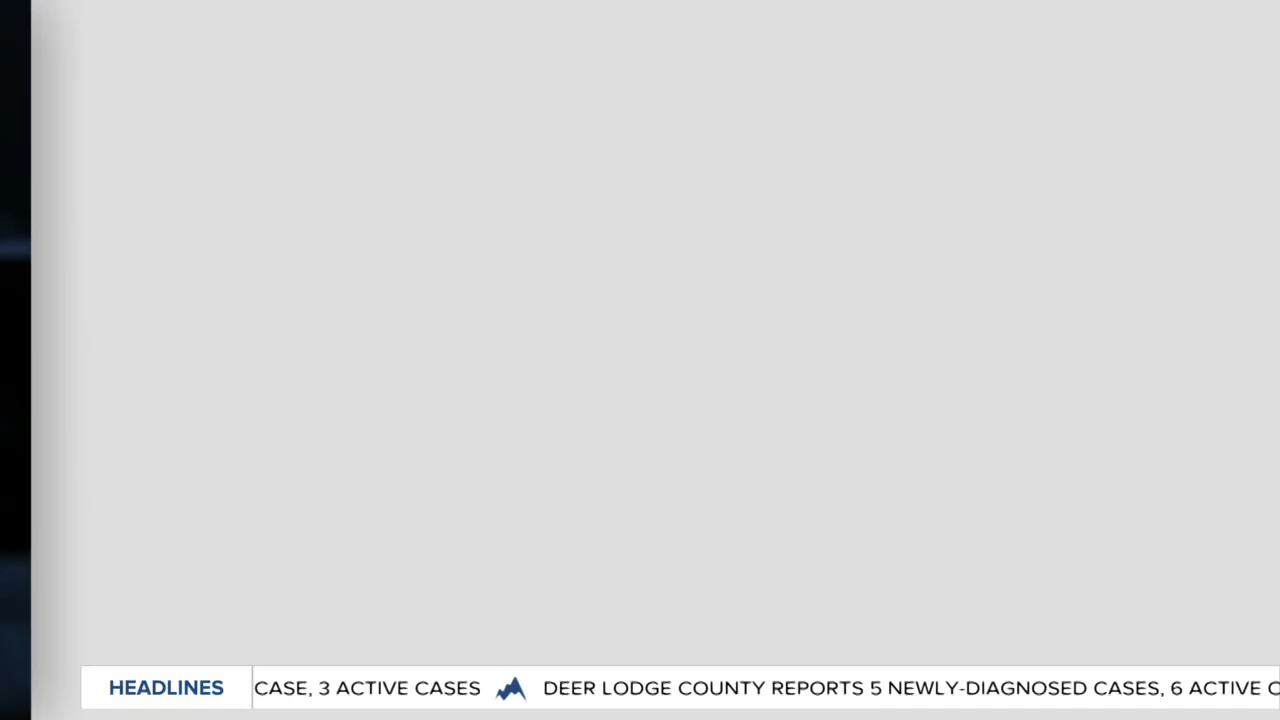 HEADLINES CASE, 3 ACTIVE CASES DEER LODGE COUNTY REPORTS 5 NEWLY-DIAGNOSED CASES, 6 ACTIVE